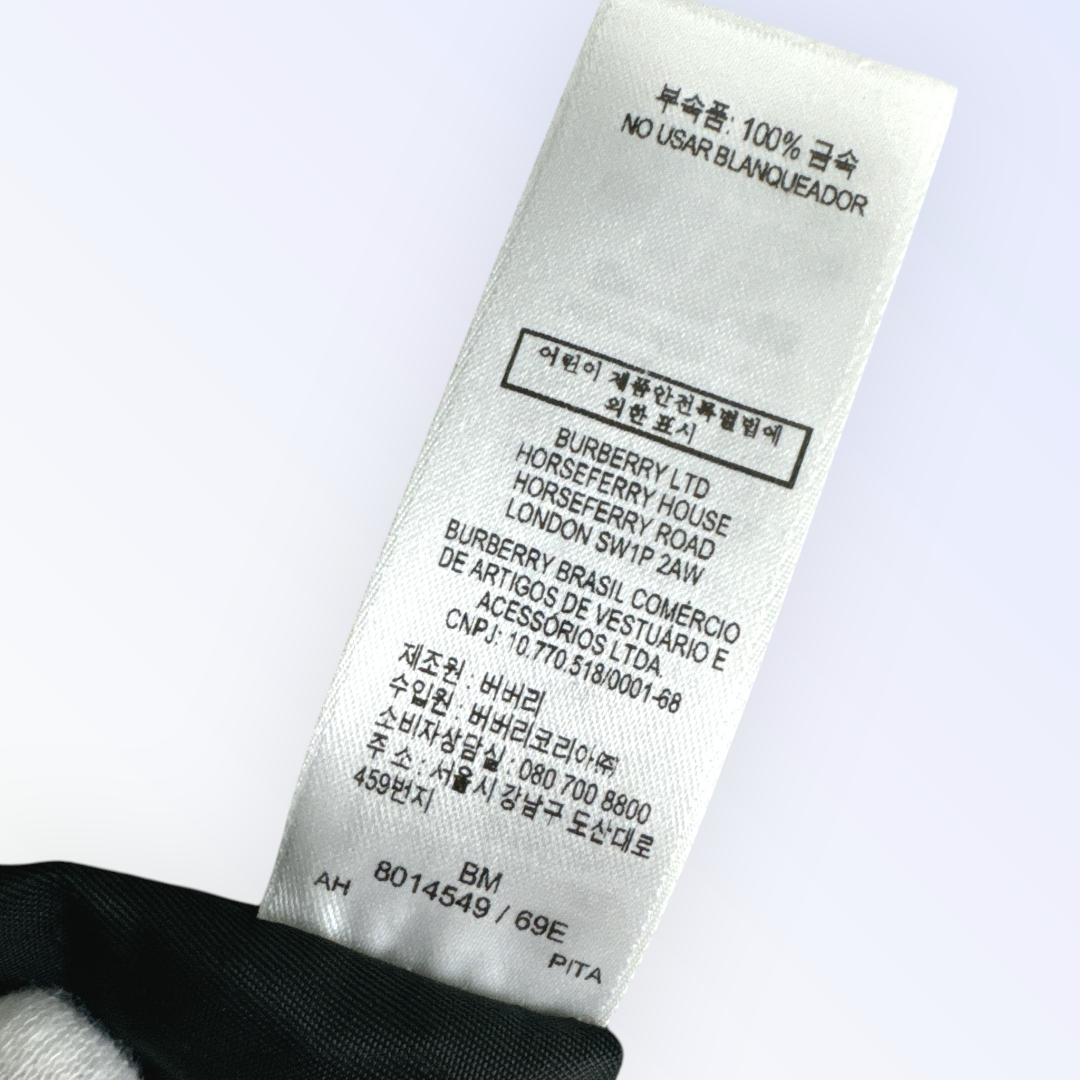 부속품: 100% 금속
NO USAR BLANQUEADOR
어린이 제품안전특별법에
의한 표시
BURBERRY LTD
HORSEFERRY HOUSE
HORSEFERRY ROAD
LONDON SW1P 2AW
BURBERRY BRASIL COMÉRCIO
DE ARTIGOS DE VESTUÁRIO E
ACESSÓRIOS LTDA.
CNPJ: 10.770.518/0001-68
제조원 : 버버리
수입원 : 버버리코리아㈜
소비자상담실 : 080 700 8800
주 소 : 서울시 강남구 도산대로
459번지
BM
AH 8014549 / 69E
PITA